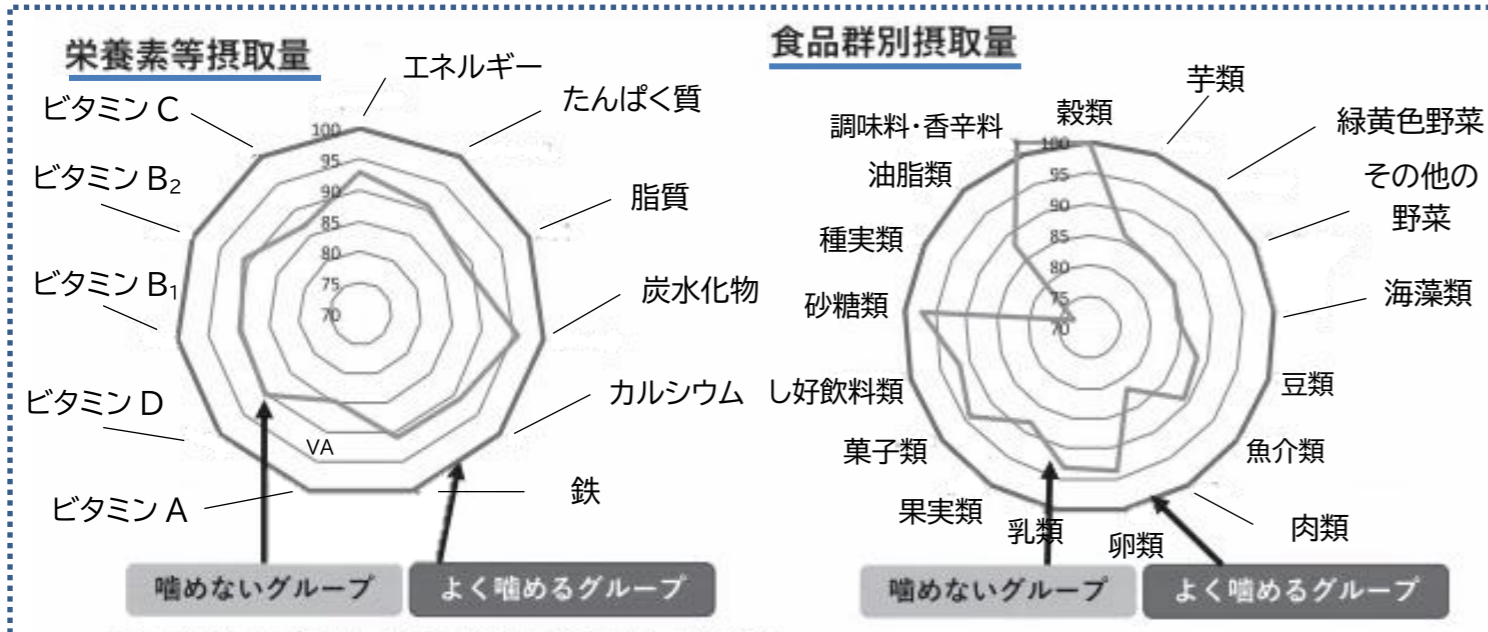 栄養素等摂取量
エネルギー
たんぱく質
脂質
炭水化物
カルシウム
鉄
ビタミン A
ビタミン D
ビタミン B₁
ビタミン B₂
ビタミン C
100
95
90
85
80
75
70
VA
噛めないグループ
よく噛めるグループ
食品群別摂取量
穀類
芋類
緑黄色野菜
その他の
野菜
海藻類
豆類
魚介類
肉類
卵類
乳類
果実類
菓子類
し好飲料類
砂糖類
種実類
油脂類
調味料・香辛料
100
95
90
85
80
75
70
噛めないグループ
よく噛めるグループ